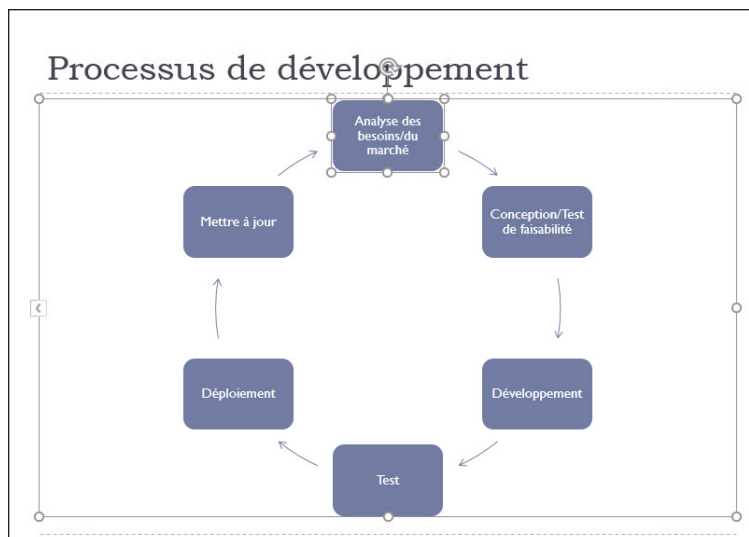 Processus de développement
Analyse des
besoins/du
marché
Conception/Test
de faisabilité
Développement
Test
Déploiement
Mettre à jour